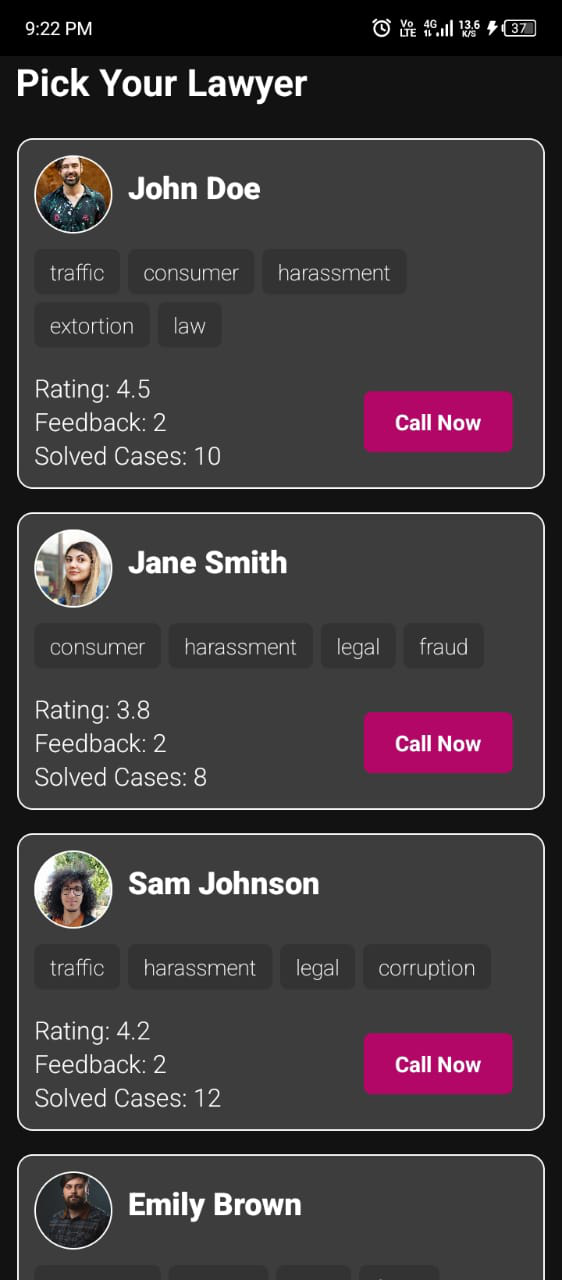 9:22 PM Vo LTE 4G 13.6 K/S 37
Pick Your Lawyer
John Doe
traffic consumer harassment
extortion law
Rating: 4.5
Feedback: 2
Call Now
Solved Cases: 10
Jane Smith
consumer harassment legal fraud
Rating: 3.8
Feedback: 2
Call Now
Solved Cases: 8
Sam Johnson
traffic harassment legal corruption
Rating: 4.2
Feedback: 2
Call Now
Solved Cases: 12
Emily Brown